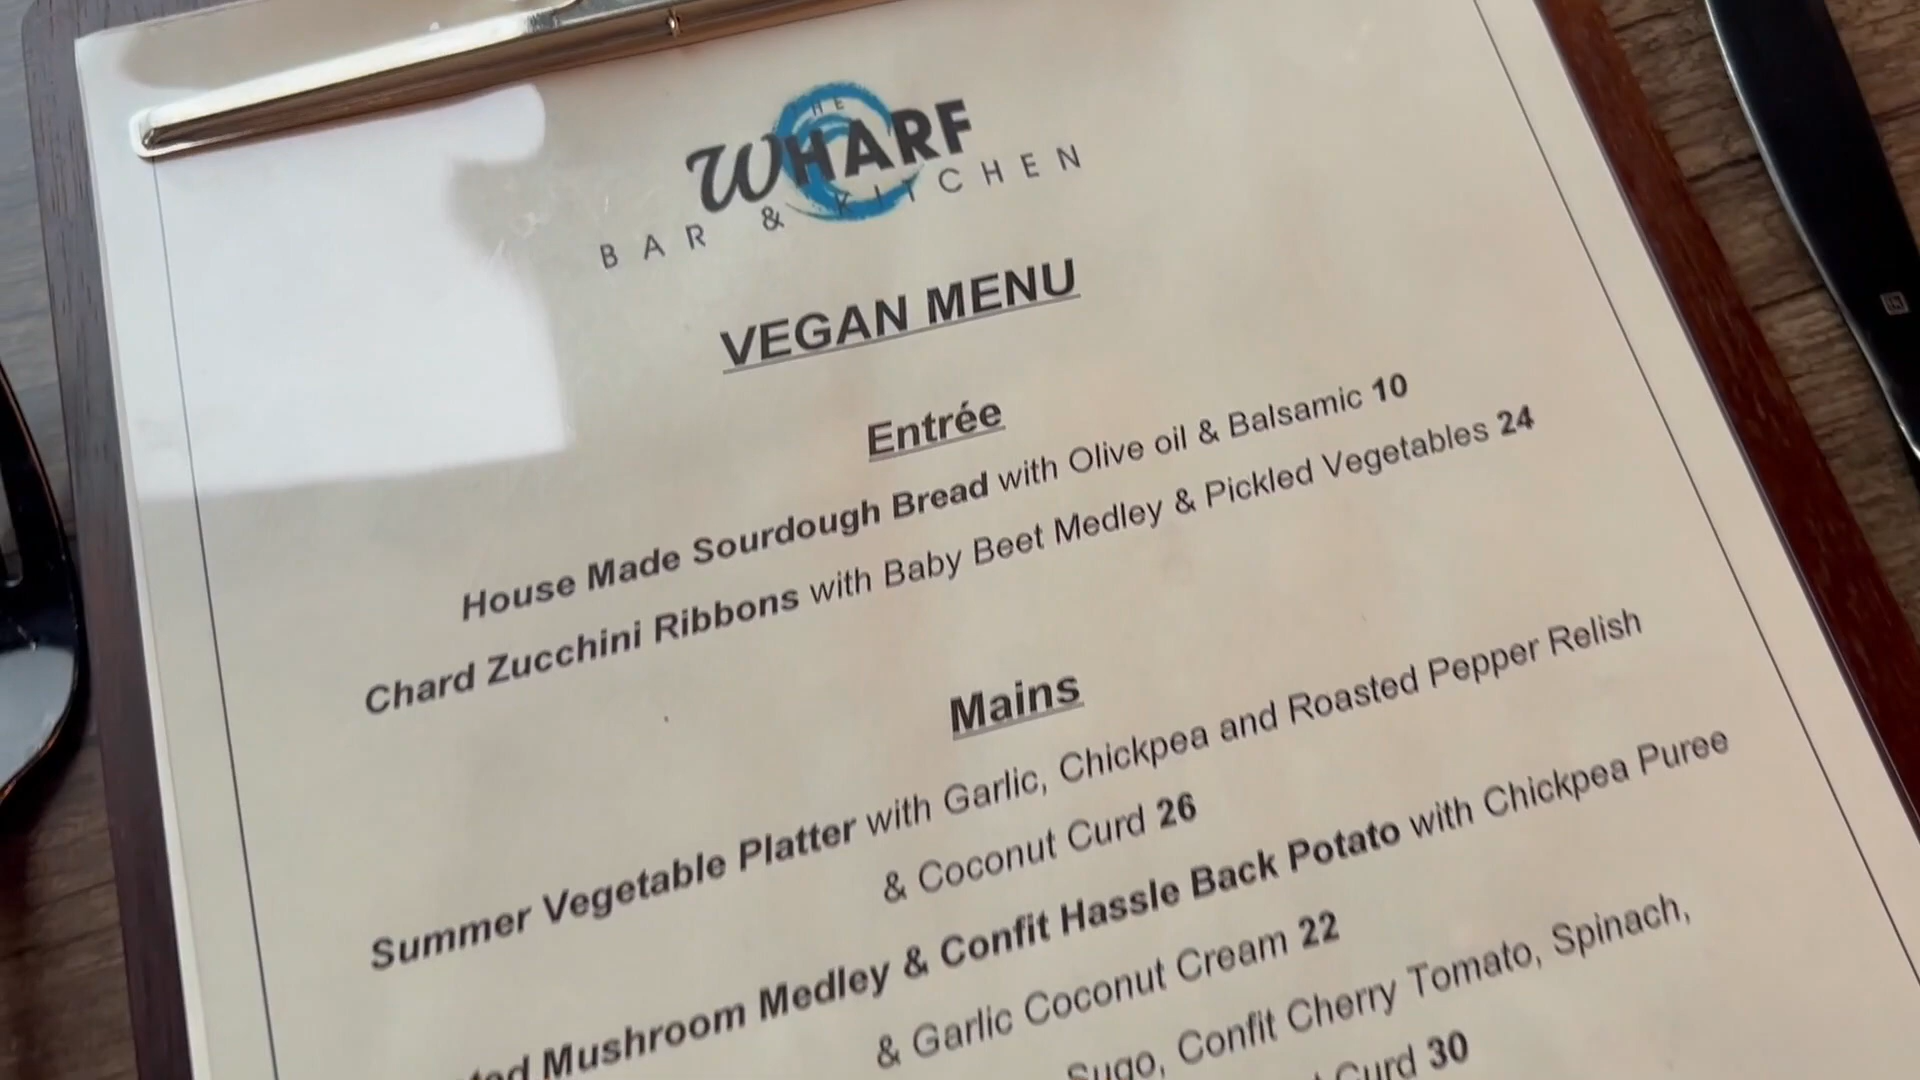 THE
WHARF
BAR & KITCHEN
VEGAN MENU
Entrée
House Made Sourdough Bread with Olive oil & Balsamic 10
Chard Zucchini Ribbons with Baby Beet Medley & Pickled Vegetables 24
Mains
Summer Vegetable Platter with Garlic, Chickpea and Roasted Pepper Relish
& Coconut Curd 26
Mushroom Medley & Confit Hassle Back Potato with Chickpea Puree
& Garlic Coconut Cream 22
Sugo, Confit Cherry Tomato, Spinach,
Curd 30